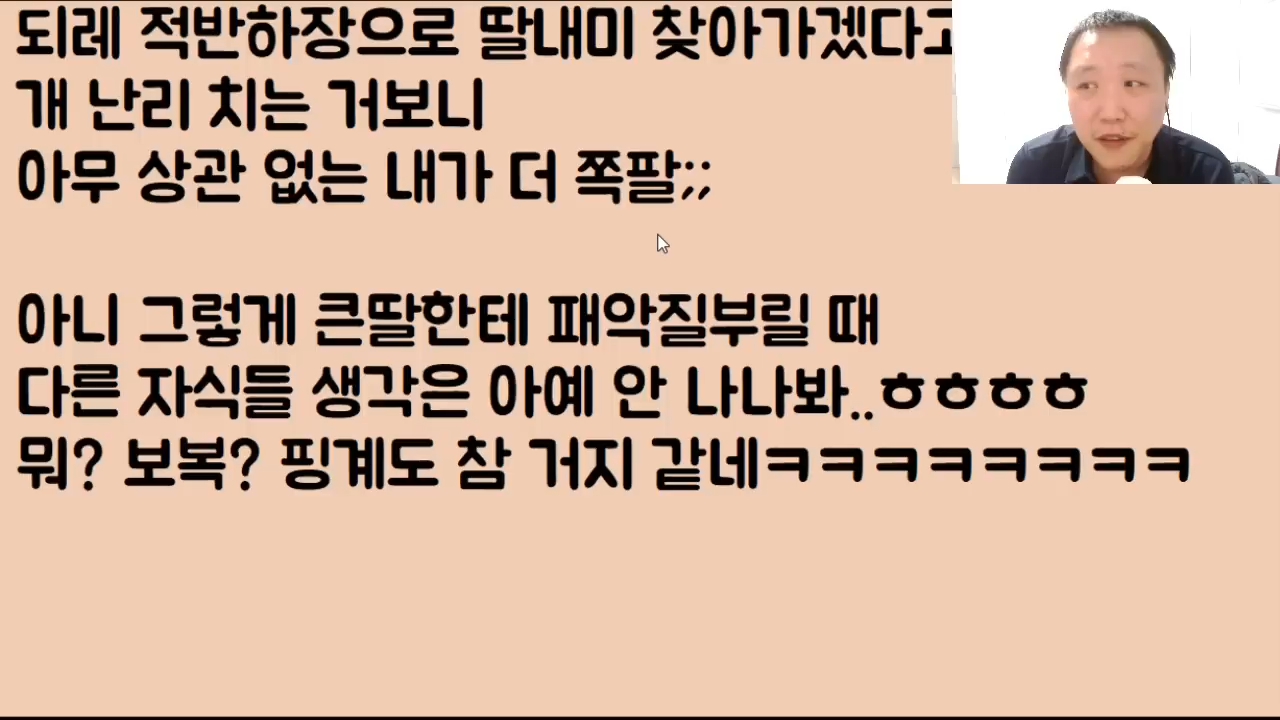 되레 적반하장으로 딸내미 찾아가겠다고
개 난리 치는 거보니
아무 상관 없는 내가 더 쪽팔;;
아니 그렇게 큰딸한테 패악질부릴 때
다른 자식들 생각은 아예 안 나나봐..ㅎㅎㅎㅎ
뭐? 보복? 핑계도 참 거지 같네ㅋㅋㅋㅋㅋㅋㅋㅋ